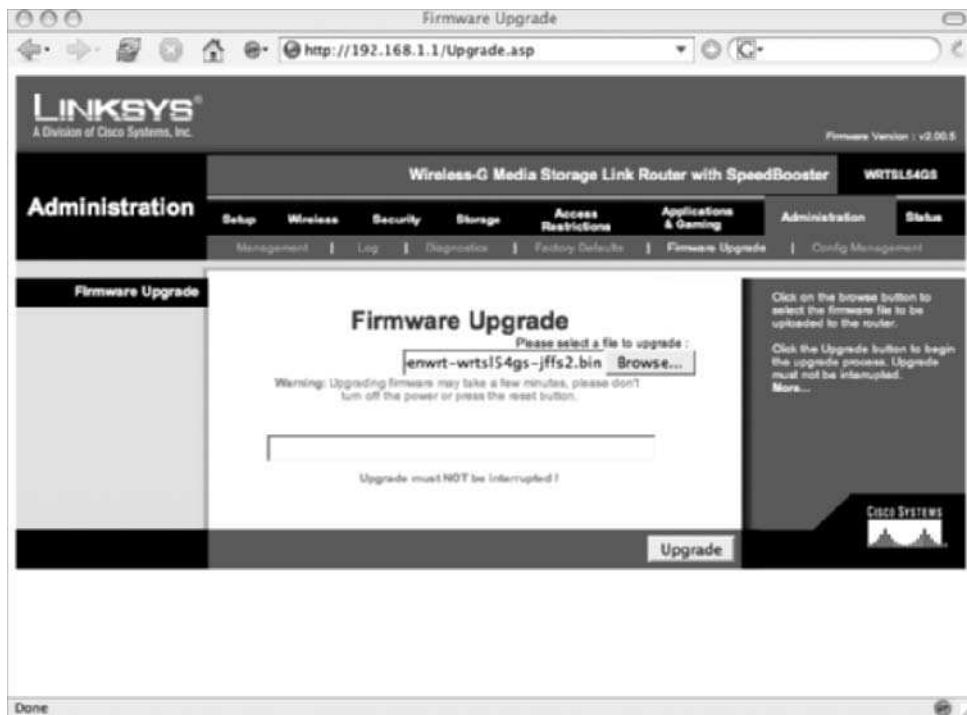 Firmware Upgrade
http://192.168.1.1/Upgrade.asp
LINKSYS®
A Division of Cisco Systems, Inc.
Firmware Version : v2.00.5
Wireless-G Media Storage Link Router with SpeedBooster WRTSL54GS
Administration
Setup Wireless Security Storage Access Restrictions Applications & Gaming Administration Status
Management | Log | Diagnostics | Factory Defaults | Firmware Upgrade | Config Management
Firmware Upgrade
Firmware Upgrade
Please select a file to upgrade :
enwrt-wrtsl54gs-jffs2.bin Browse...
Warning: Upgrading firmware may take a few minutes, please don't
turn off the power or press the reset button.
Upgrade must NOT be interrupted !
Upgrade
Click on the browse button to
select the firmware file to be
uploaded to the router.
Click the Upgrade button to begin
the upgrade process. Upgrade
must not be interrupted.
More...
CISCO SYSTEMS
Done